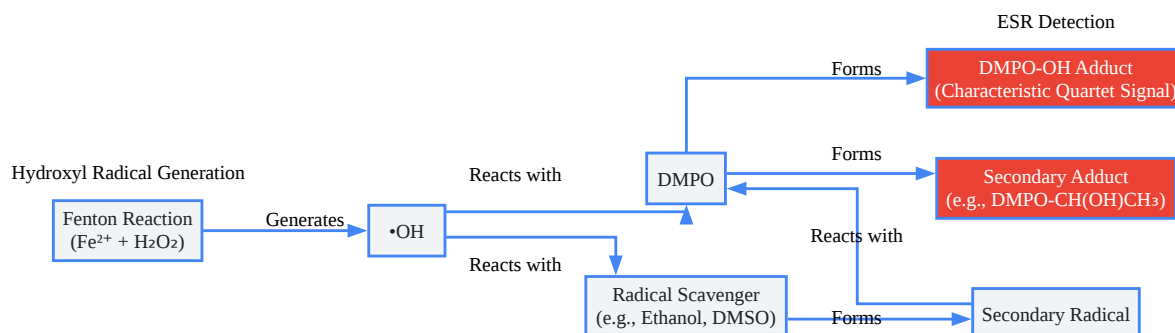 ESR Detection
Forms
DMPO-OH Adduct
(Characteristic Quartet Signal)
Hydroxyl Radical Generation
Reacts with
DMPO
Forms
Secondary Adduct
(e.g., DMPO-CH(OH)CH₃)
Fenton Reaction
(Fe²⁺ + H₂O₂)
Generates
•OH
Reacts with
Reacts with
Radical Scavenger
(e.g., Ethanol, DMSO)
Forms
Secondary Radical